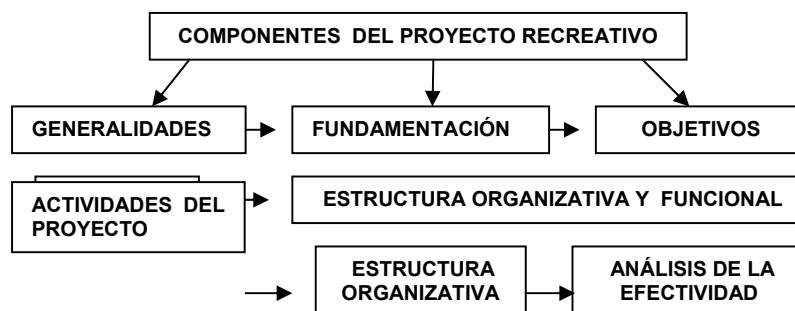 COMPONENTES DEL PROYECTO RECREATIVO
GENERALIDADES
FUNDAMENTACIÓN
OBJETIVOS
ACTIVIDADES DEL
PROYECTO
ESTRUCTURA ORGANIZATIVA Y FUNCIONAL
ESTRUCTURA
ORGANIZATIVA
ANÁLISIS DE LA
EFECTIVIDAD